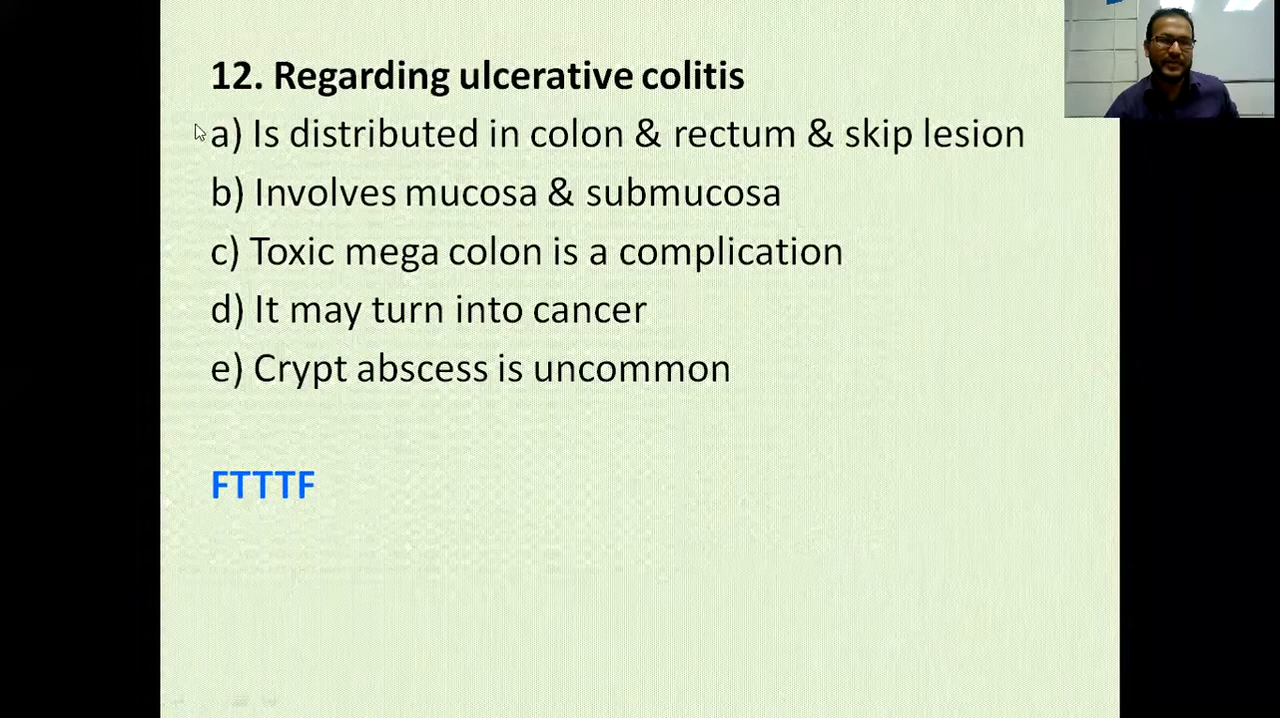 12. Regarding ulcerative colitis
a) Is distributed in colon & rectum & skip lesion
b) Involves mucosa & submucosa
c) Toxic mega colon is a complication
d) It may turn into cancer
e) Crypt abscess is uncommon
FTTTF